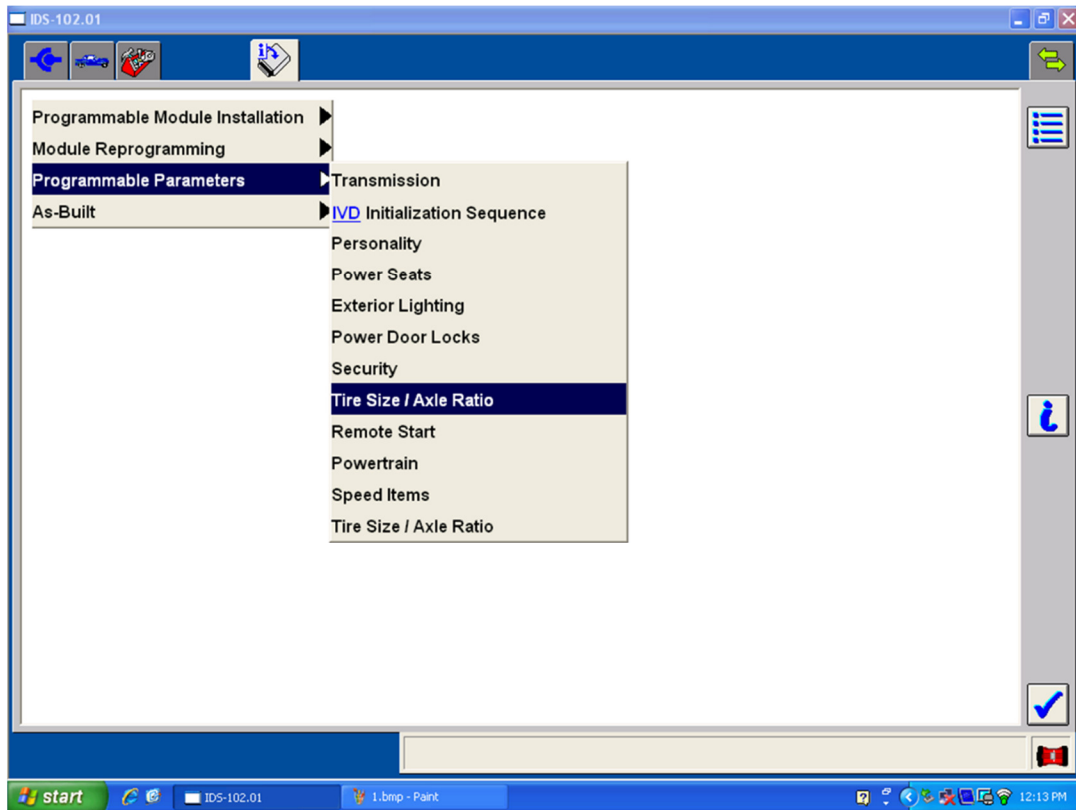 IDS-102.01
Programmable Module Installation
Module Reprogramming
Programmable Parameters
As-Built
Transmission
IVD Initialization Sequence
Personality
Power Seats
Exterior Lighting
Power Door Locks
Security
Tire Size / Axle Ratio
Remote Start
Powertrain
Speed Items
Tire Size / Axle Ratio
start
IDS-102.01
1.bmp - Paint
12:13 PM